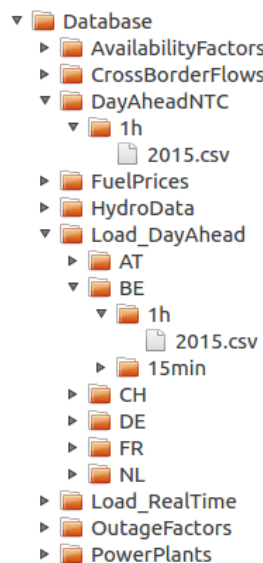 Database
AvailabilityFactors
CrossBorderFlows
DayAheadNTC
1h
2015.csv
FuelPrices
HydroData
Load_DayAhead
AT
BE
1h
2015.csv
15min
CH
DE
FR
NL
Load_RealTime
OutageFactors
PowerPlants